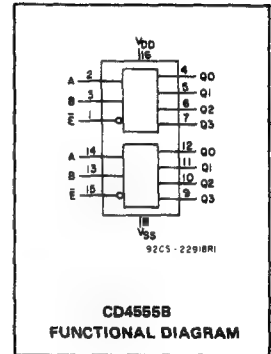 VDD
16
A 2 4 Q0
B 3 5 Q1
E̅ 1 6 Q2
7 Q3
A 14 12 Q0
B 13 11 Q1
E̅ 15 10 Q2
9 Q3
8
VSS
92CS-22918R1
CD4555B
FUNCTIONAL DIAGRAM